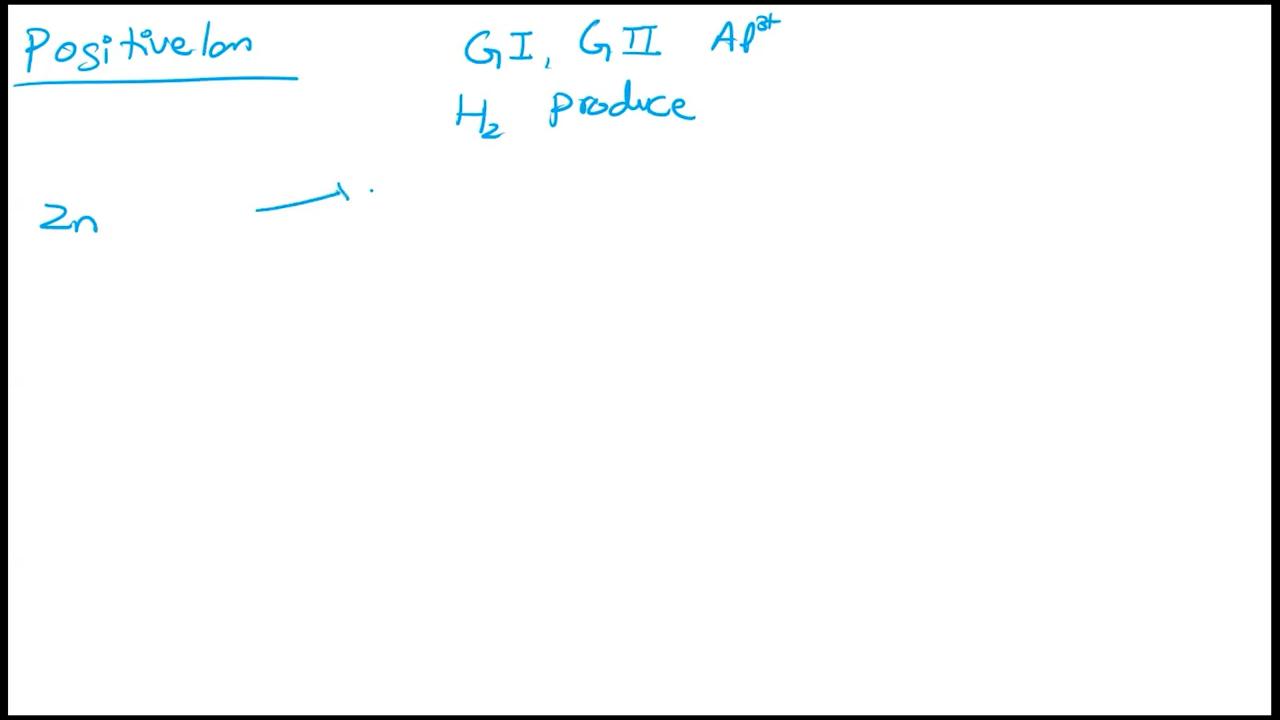 Positive Ion
GI, GII Al³⁺
H₂ produce
Zn →